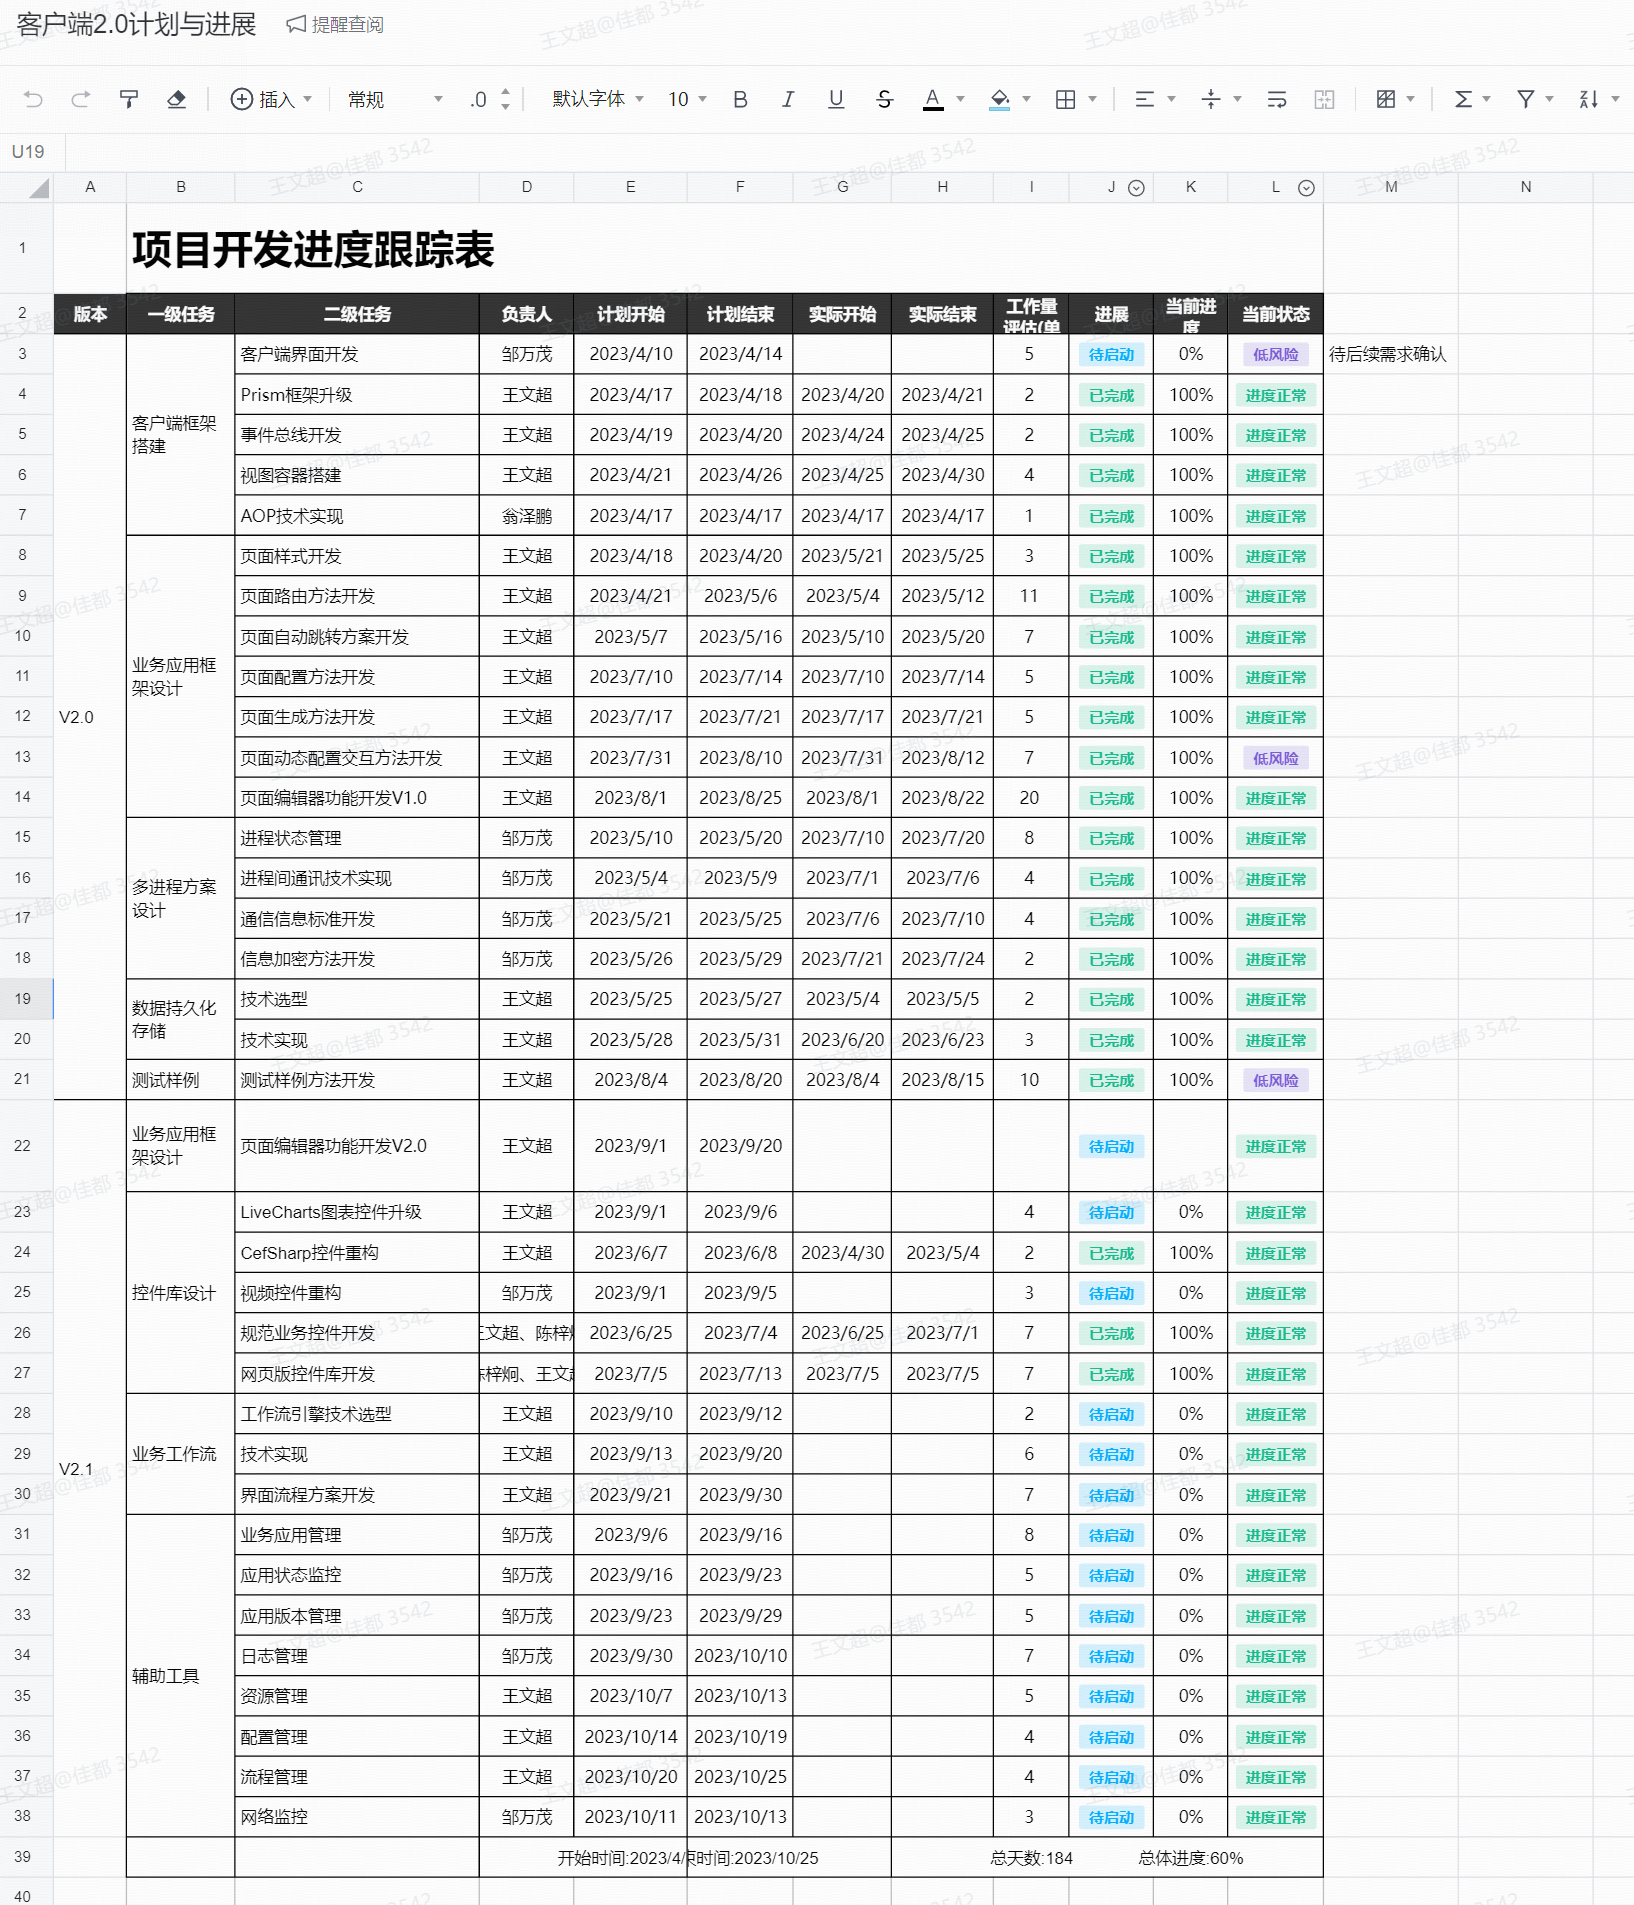 客户端2.0计划与进展 提醒查阅
插入 常规 .0 默认字体 10 B I U S A
U19
A B C D E F G H I J K L M N
1 项目开发进度跟踪表
2 版本 一级任务 二级任务 负责人 计划开始 计划结束 实际开始 实际结束 工作量评估(单 进展 当前进度 当前状态
3 客户端界面开发 邹万茂 2023/4/10 2023/4/14 5 待启动 0% 低风险 待后续需求确认
4 Prism框架升级 王文超 2023/4/17 2023/4/18 2023/4/20 2023/4/21 2 已完成 100% 进度正常
客户端框架搭建
5 事件总线开发 王文超 2023/4/19 2023/4/20 2023/4/24 2023/4/25 2 已完成 100% 进度正常
6 视图容器搭建 王文超 2023/4/21 2023/4/26 2023/4/25 2023/4/30 4 已完成 100% 进度正常
7 AOP技术实现 翁泽鹏 2023/4/17 2023/4/17 2023/4/17 2023/4/17 1 已完成 100% 进度正常
8 页面样式开发 王文超 2023/4/18 2023/4/20 2023/5/21 2023/5/25 3 已完成 100% 进度正常
9 页面路由方法开发 王文超 2023/4/21 2023/5/6 2023/5/4 2023/5/12 11 已完成 100% 进度正常
10 页面自动跳转方案开发 王文超 2023/5/7 2023/5/16 2023/5/10 2023/5/20 7 已完成 100% 进度正常
11 业务应用框架设计 页面配置方法开发 王文超 2023/7/10 2023/7/14 2023/7/10 2023/7/14 5 已完成 100% 进度正常
12 V2.0 页面生成方法开发 王文超 2023/7/17 2023/7/21 2023/7/17 2023/7/21 5 已完成 100% 进度正常
13 页面动态配置交互方法开发 王文超 2023/7/31 2023/8/10 2023/7/31 2023/8/12 7 已完成 100% 低风险
14 页面编辑器功能开发V1.0 王文超 2023/8/1 2023/8/25 2023/8/1 2023/8/22 20 已完成 100% 进度正常
15 进程状态管理 邹万茂 2023/5/10 2023/5/20 2023/7/10 2023/7/20 8 已完成 100% 进度正常
16 进程间通讯技术实现 邹万茂 2023/5/4 2023/5/9 2023/7/1 2023/7/6 4 已完成 100% 进度正常
多进程方案设计
17 通信信息标准开发 邹万茂 2023/5/21 2023/5/25 2023/7/6 2023/7/10 4 已完成 100% 进度正常
18 信息加密方法开发 邹万茂 2023/5/26 2023/5/29 2023/7/21 2023/7/24 2 已完成 100% 进度正常
19 数据持久化存储 技术选型 王文超 2023/5/25 2023/5/27 2023/5/4 2023/5/5 2 已完成 100% 进度正常
20 技术实现 王文超 2023/5/28 2023/5/31 2023/6/20 2023/6/23 3 已完成 100% 进度正常
21 测试样例 测试样例方法开发 王文超 2023/8/4 2023/8/20 2023/8/4 2023/8/15 10 已完成 100% 低风险
22 业务应用框架设计 页面编辑器功能开发V2.0 王文超 2023/9/1 2023/9/20 待启动 进度正常
23 LiveCharts图表控件升级 王文超 2023/9/1 2023/9/6 4 待启动 0% 进度正常
24 CefSharp控件重构 王文超 2023/6/7 2023/6/8 2023/4/30 2023/5/4 2 已完成 100% 进度正常
25 控件库设计 视频控件重构 邹万茂 2023/9/1 2023/9/5 3 待启动 0% 进度正常
26 规范业务控件开发 王文超、陈梓炯 2023/6/25 2023/7/4 2023/6/25 2023/7/1 7 已完成 100% 进度正常
27 网页版控件库开发 陈梓炯、王文超 2023/7/5 2023/7/13 2023/7/5 2023/7/5 7 已完成 100% 进度正常
28 工作流引擎技术选型 王文超 2023/9/10 2023/9/12 2 待启动 0% 进度正常
29 V2.1 业务工作流 技术实现 王文超 2023/9/13 2023/9/20 6 待启动 0% 进度正常
30 界面流程方案开发 王文超 2023/9/21 2023/9/30 7 待启动 0% 进度正常
31 业务应用管理 邹万茂 2023/9/6 2023/9/16 8 待启动 0% 进度正常
32 应用状态监控 邹万茂 2023/9/16 2023/9/23 5 待启动 0% 进度正常
33 应用版本管理 邹万茂 2023/9/23 2023/9/29 5 待启动 0% 进度正常
34 日志管理 邹万茂 2023/9/30 2023/10/10 7 待启动 0% 进度正常
35 辅助工具 资源管理 王文超 2023/10/7 2023/10/13 5 待启动 0% 进度正常
36 配置管理 王文超 2023/10/14 2023/10/19 4 待启动 0% 进度正常
37 流程管理 王文超 2023/10/20 2023/10/25 4 待启动 0% 进度正常
38 网络监控 邹万茂 2023/10/11 2023/10/13 3 待启动 0% 进度正常
39 开始时间:2023/4/ 束时间:2023/10/25 总天数:184 总体进度:60%
40
王文超@佳都 3542